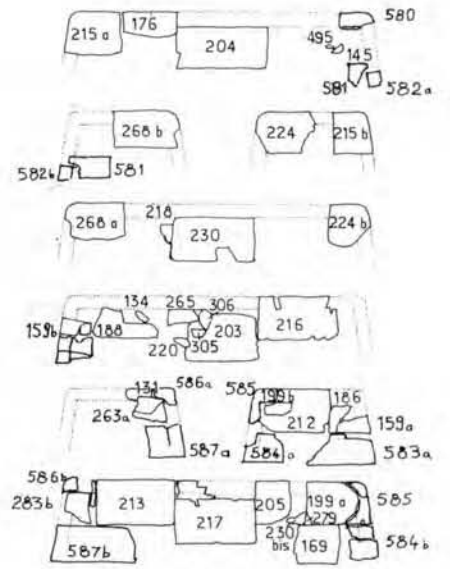 215 a 176 204 580
495
145
581 582a
268 b 224 215 b
582b 581
218
268 a 230 224 b
134 265 306
159b 188 203 216
220 305
131 586a 585 199b 186
263a 212 159a
587a 584a 583a
586b
283b 213 217 205 199 a 585
279
230 bis 169 584b
587b